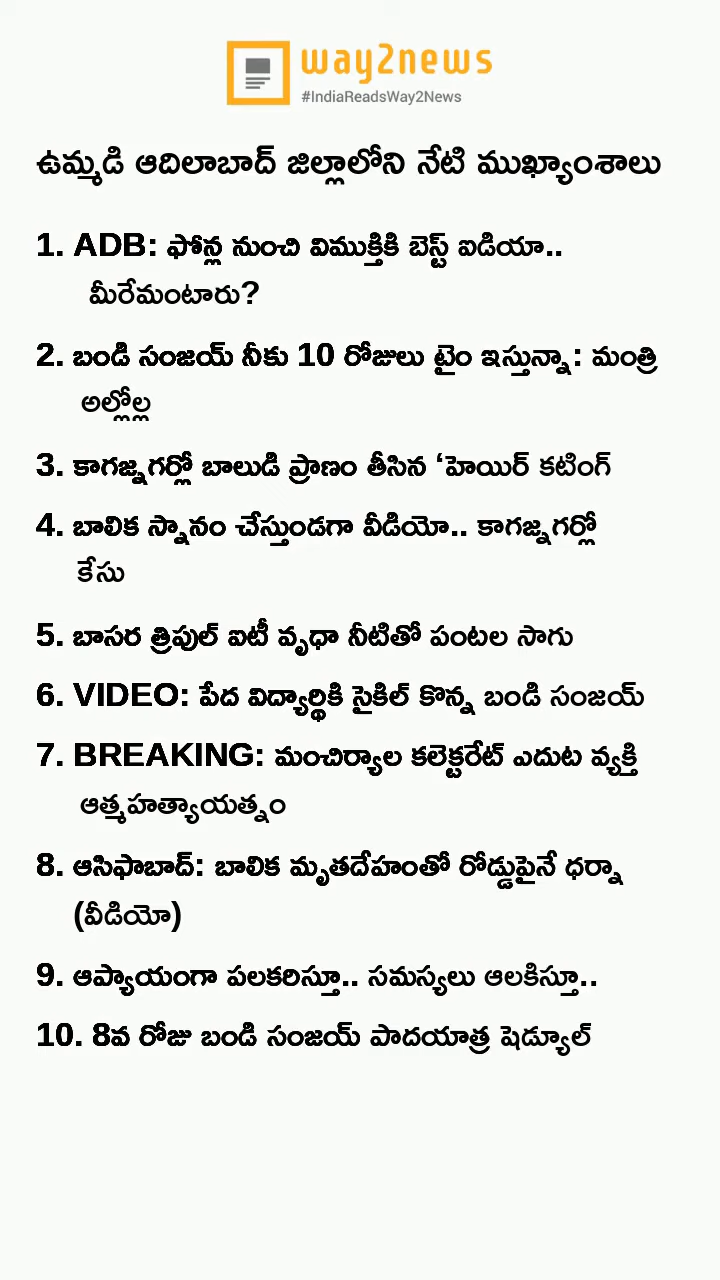 way2news
#IndiaReadsWay2News
ఉమ్మడి ఆదిలాబాద్ జిల్లాలోని నేటి ముఖ్యాంశాలు
1. ADB: ఫోన్ల నుంచి విముక్తికి బెస్ట్ ఐడియా..
మీరేమంటారు?
2. బండి సంజయ్ నీకు 10 రోజులు టైం ఇస్తున్నా: మంత్రి
అల్లోల్ల
3. కాగజ్నగర్లో బాలుడి ప్రాణం తీసిన ‘హెయిర్ కటింగ్
4. బాలిక స్నానం చేస్తుండగా వీడియో.. కాగజ్నగర్లో
కేసు
5. బాసర త్రిపుల్ ఐటీ వృధా నీటితో పంటల సాగు
6. VIDEO: పేద విద్యార్థికి సైకిల్ కొన్న బండి సంజయ్
7. BREAKING: మంచిర్యాల కలెక్టరేట్ ఎదుట వ్యక్తి
ఆత్మహత్యాయత్నం
8. ఆసిఫాబాద్: బాలిక మృతదేహంతో రోడ్డుపైనే ధర్నా
(వీడియో)
9. ఆప్యాయంగా పలకరిస్తూ.. సమస్యలు ఆలకిస్తూ..
10. 8వ రోజు బండి సంజయ్ పాదయాత్ర షెడ్యూల్